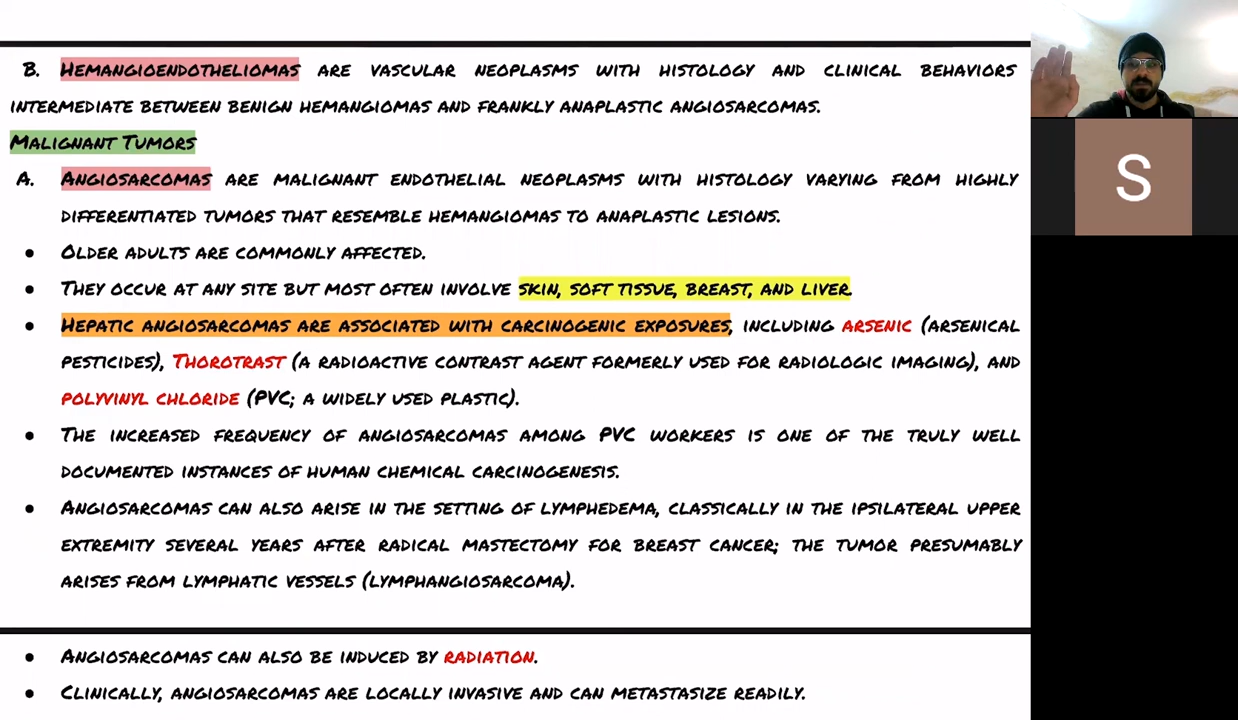 B. Hemangioendotheliomas are vascular neoplasms with histology and clinical behaviors
intermediate between benign hemangiomas and frankly anaplastic angiosarcomas.
Malignant Tumors
A. Angiosarcomas are malignant endothelial neoplasms with histology varying from highly
differentiated tumors that resemble hemangiomas to anaplastic lesions.
• Older adults are commonly affected.
• They occur at any site but most often involve skin, soft tissue, breast, and liver.
• Hepatic angiosarcomas are associated with carcinogenic exposures, including arsenic (arsenical
pesticides), Thorotrast (a radioactive contrast agent formerly used for radiologic imaging), and
polyvinyl chloride (PVC; a widely used plastic).
• The increased frequency of angiosarcomas among PVC workers is one of the truly well
documented instances of human chemical carcinogenesis.
• Angiosarcomas can also arise in the setting of lymphedema, classically in the ipsilateral upper
extremity several years after radical mastectomy for breast cancer; the tumor presumably
arises from lymphatic vessels (lymphangiosarcoma).
• Angiosarcomas can also be induced by radiation.
• Clinically, angiosarcomas are locally invasive and can metastasize readily.
S